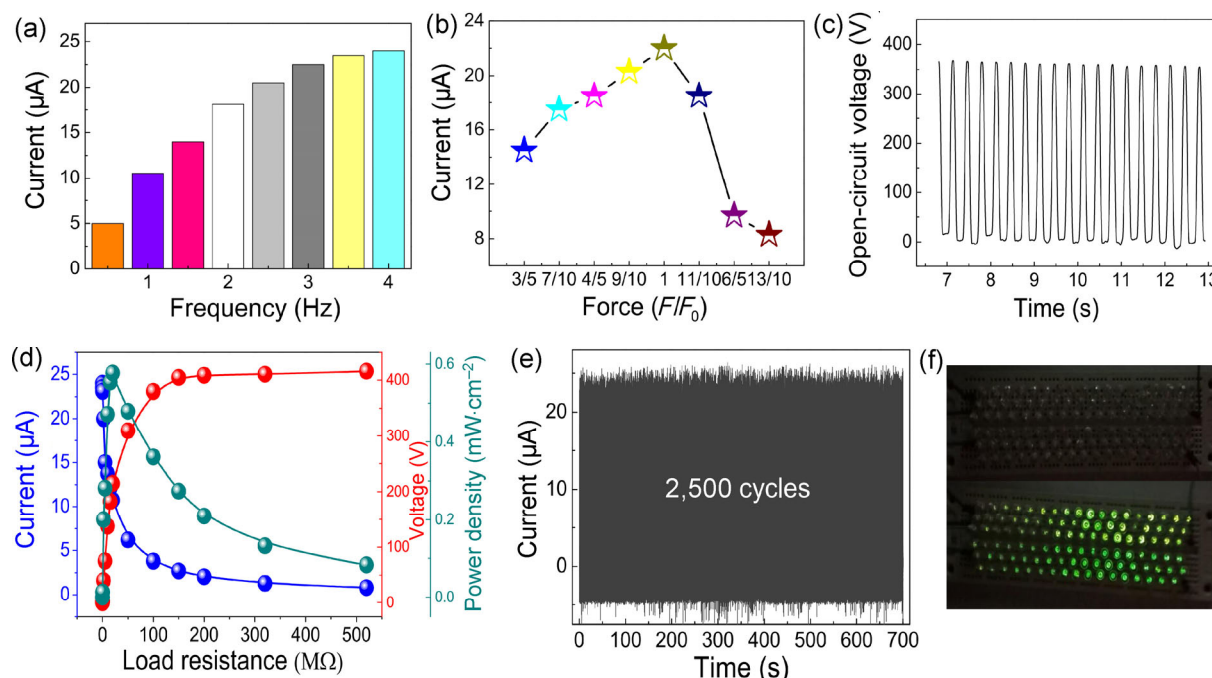 (a)
25
20
15
10
5
0
Current (μA)
1 2 3 4
Frequency (Hz)
(b)
24
20
16
12
8
Current (μA)
3/5 7/10 4/5 9/10 1 11/10 6/5 13/10
Force (F/F₀)
(c)
400
300
200
100
0
Open-circuit voltage (V)
7 8 9 10 11 12 13
Time (s)
(d)
25
20
15
10
5
0
Current (μA)
400
300
200
100
0
Voltage (V)
0.6
0.4
0.2
0.0
Power density (mW·cm⁻²)
0 100 200 300 400 500
Load resistance (MΩ)
(e)
20
10
0
Current (μA)
2,500 cycles
0 100 200 300 400 500 600 700
Time (s)
(f)